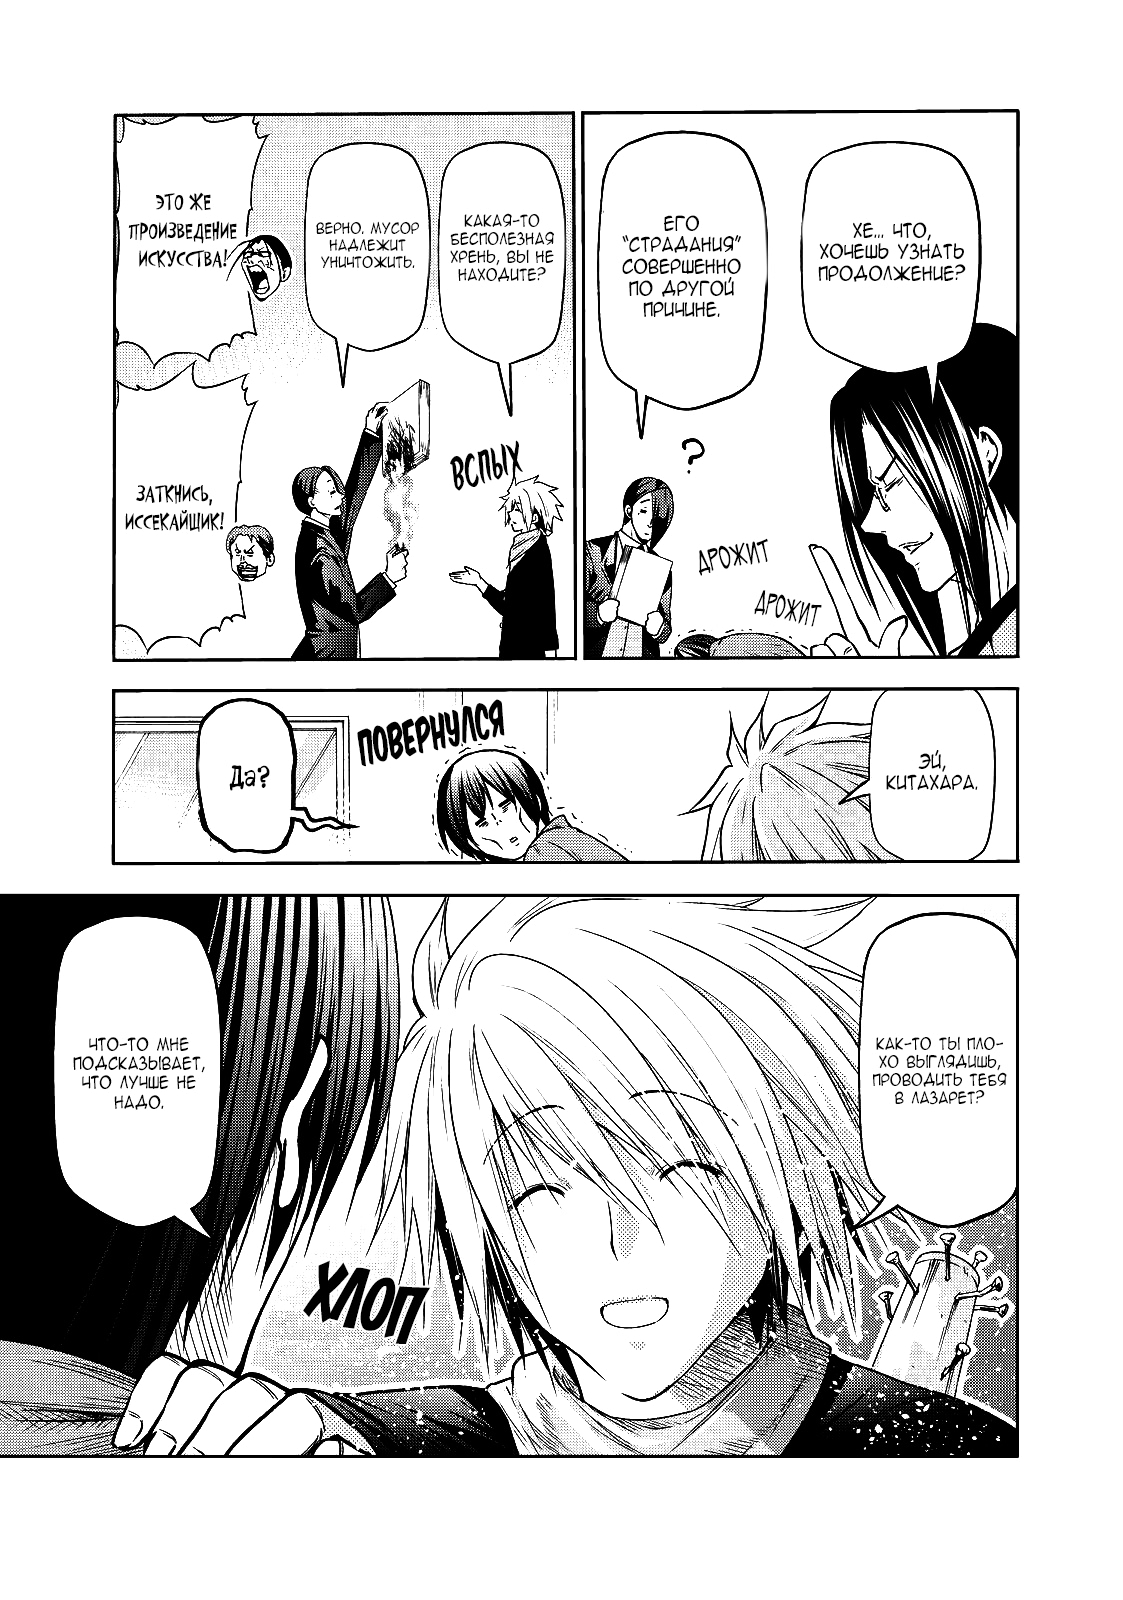 ХЕ... ЧТО,
ХОЧЕШЬ УЗНАТЬ
ПРОДОЛЖЕНИЕ?
ЕГО
"СТРАДАНИЯ"
СОВЕРШЕННО
ПО ДРУГОЙ
ПРИЧИНЕ.
?
ДРОЖИТ
ДРОЖИТ
КАКАЯ-ТО
БЕСПОЛЕЗНАЯ
ХРЕНЬ, ВЫ НЕ
НАХОДИТЕ?
ВЕРНО. МУСОР
НАДЛЕЖИТ
УНИЧТОЖИТЬ.
ВСПЫХ
ЭТО ЖЕ
ПРОИЗВЕДЕНИЕ
ИСКУССТВА!
ЗАТКНИСЬ,
ИССЕКАЙЩИК!
ЭЙ,
КИТАХАРА.
ПОВЕРНУЛСЯ
Да?
КАК-ТО ТЫ ПЛО-
ХО ВЫГЛЯДИШЬ,
ПРОВОДИТЬ ТЕБЯ
В ЛАЗАРЕТ?
ЧТО-ТО МНЕ
ПОДСКАЗЫВАЕТ,
ЧТО ЛУЧШЕ НЕ
НАДО.
ХЛОП